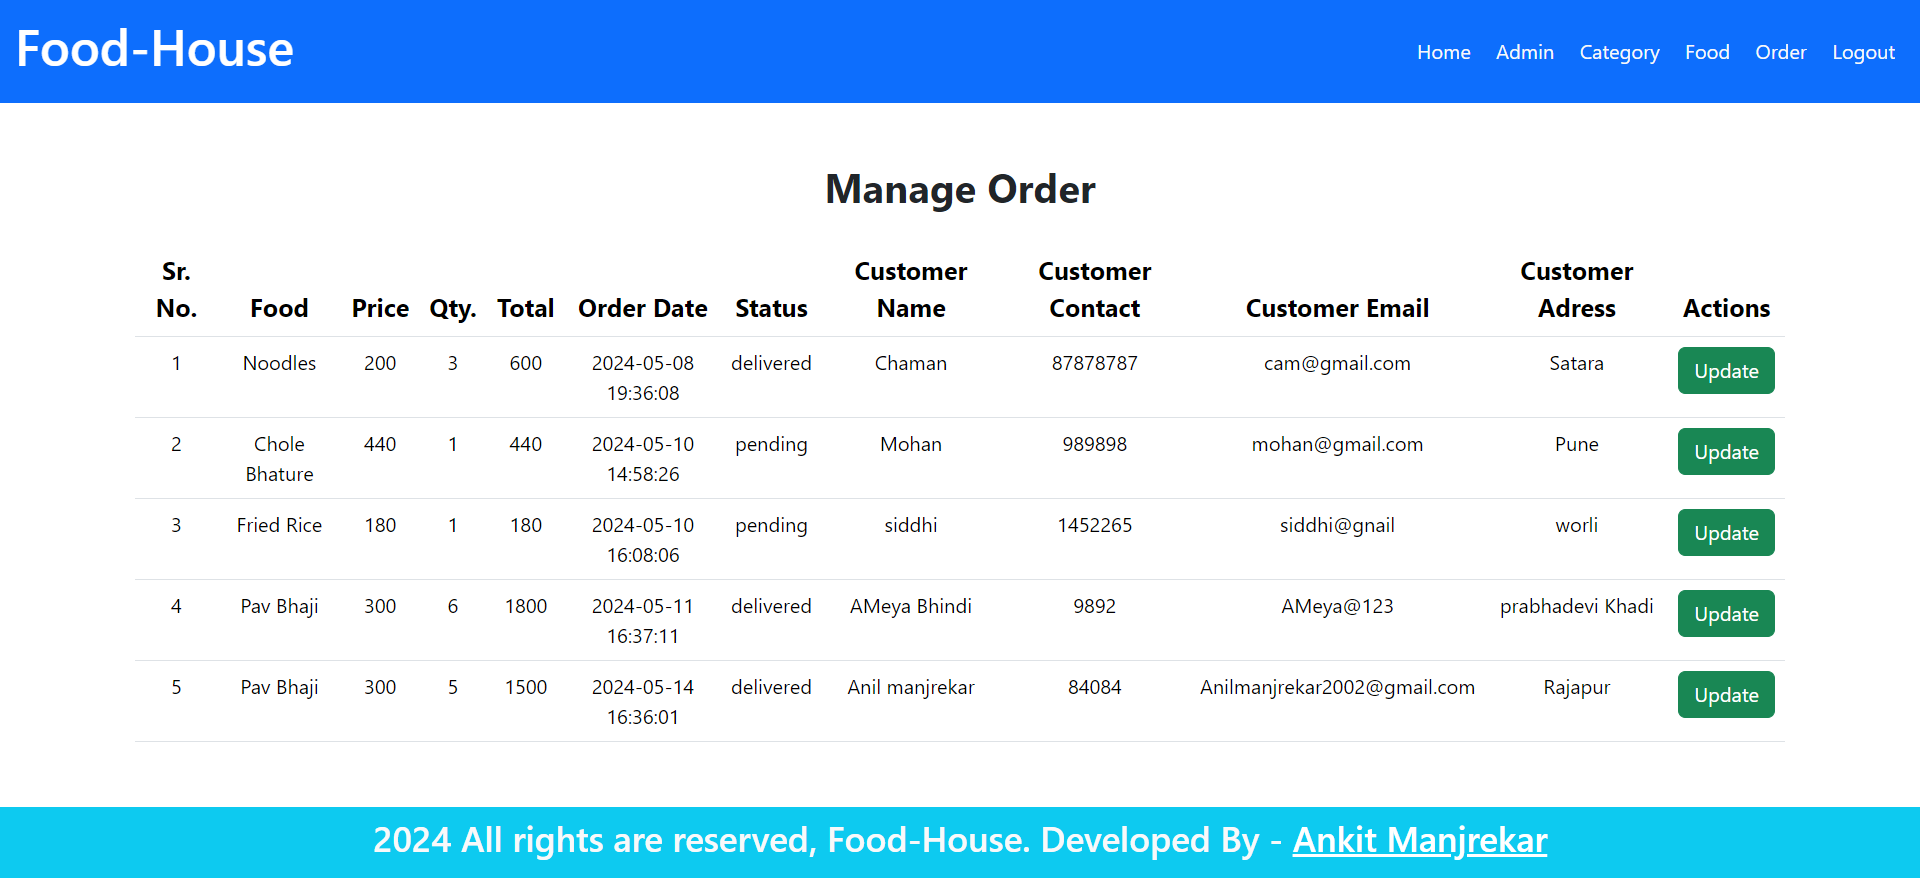 Food-House
Home Admin Category Food Order Logout
Manage Order
Sr. No. Food Price Qty. Total Order Date Status Customer Name Customer Contact Customer Email Customer Adress Actions
1 Noodles 200 3 600 2024-05-08 19:36:08 delivered Chaman 87878787 cam@gmail.com Satara Update
2 Chole Bhature 440 1 440 2024-05-10 14:58:26 pending Mohan 989898 mohan@gmail.com Pune Update
3 Fried Rice 180 1 180 2024-05-10 16:08:06 pending siddhi 1452265 siddhi@gnail worli Update
4 Pav Bhaji 300 6 1800 2024-05-11 16:37:11 delivered AMeya Bhindi 9892 AMeya@123 prabhadevi Khadi Update
5 Pav Bhaji 300 5 1500 2024-05-14 16:36:01 delivered Anil manjrekar 84084 Anilmanjrekar2002@gmail.com Rajapur Update
2024 All rights are reserved, Food-House. Developed By - Ankit Manjrekar